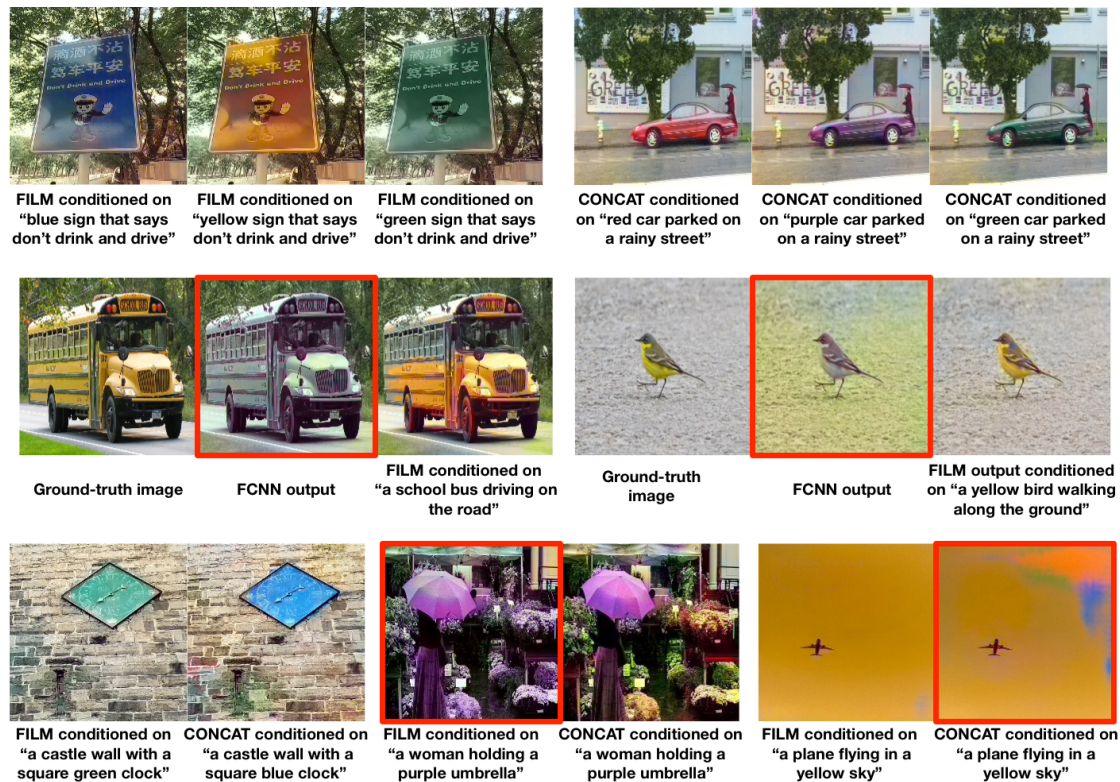 滴酒不沾
驾车平安
Don't Drink and Drive
滴酒不沾
驾车平安
Don't Drink and Drive
滴酒不沾
驾车平安
Don't Drink and Drive
GREED
GREED
GREED
FILM conditioned on
“blue sign that says
don’t drink and drive”
FILM conditioned on
“yellow sign that says
don’t drink and drive”
FILM conditioned on
“green sign that says
don’t drink and drive”
CONCAT conditioned
on “red car parked on
a rainy street”
CONCAT conditioned
on “purple car parked
on a rainy street”
CONCAT conditioned
on “green car parked
on a rainy street”
SCHOOL BUS
SCHOOL BUS
SCHOOL BUS
Ground-truth image
FCNN output
FILM conditioned on
“a school bus driving on
the road”
Ground-truth
image
FCNN output
FILM output conditioned
on “a yellow bird walking
along the ground”
FILM conditioned on
“a castle wall with a
square green clock”
CONCAT conditioned on
“a castle wall with a
square blue clock”
FILM conditioned on
“a woman holding a
purple umbrella”
CONCAT conditioned on
“a woman holding a
purple umbrella”
FILM conditioned on
“a plane flying in a
yellow sky”
CONCAT conditioned on
“a plane flying in a
yellow sky”